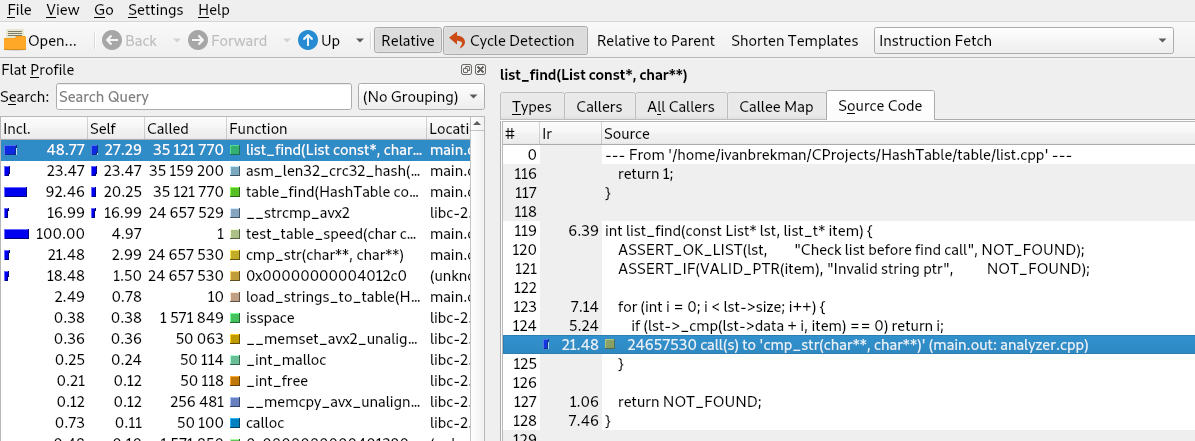 File View Go Settings Help
Open... Back Forward Up Relative Cycle Detection Relative to Parent Shorten Templates Instruction Fetch
Flat Profile
Search: Search Query (No Grouping)
Incl. Self Called Function Locati
48.77 27.29 35 121 770 list_find(List const*, char... main.c
23.47 23.47 35 159 200 asm_len32_crc32_hash(... main.c
92.46 20.25 35 121 770 table_find(HashTable co... main.c
16.99 16.99 24 657 529 __strcmp_avx2 libc-2.
100.00 4.97 1 test_table_speed(char c... main.c
21.48 2.99 24 657 530 cmp_str(char**, char**) main.c
18.48 1.50 24 657 530 0x00000000004012c0 (unkno
2.49 0.78 10 load_strings_to_table(H... main.c
0.38 0.38 1 571 849 isspace libc-2.
0.36 0.36 50 063 __memset_avx2_unalig... libc-2.
0.25 0.24 50 114 _int_malloc libc-2.
0.21 0.12 50 118 _int_free libc-2.
0.12 0.12 256 481 __memcpy_avx_unalign... libc-2.
0.73 0.11 50 100 calloc libc-2.
list_find(List const*, char**)
Types Callers All Callers Callee Map Source Code
# Ir Source
0 --- From '/home/ivanbrekman/CProjects/HashTable/table/list.cpp' ---
116 return 1;
117 }
118
119 6.39 int list_find(const List* lst, list_t* item) {
120 ASSERT_OK_LIST(lst, "Check list before find call", NOT_FOUND);
121 ASSERT_IF(VALID_PTR(item), "Invalid string ptr", NOT_FOUND);
122
123 7.14 for (int i = 0; i < lst->size; i++) {
124 5.24 if (lst->_cmp(lst->data + i, item) == 0) return i;
21.48 24657530 call(s) to 'cmp_str(char**, char**)' (main.out: analyzer.cpp)
125 }
126
127 1.06 return NOT_FOUND;
128 7.46 }
129